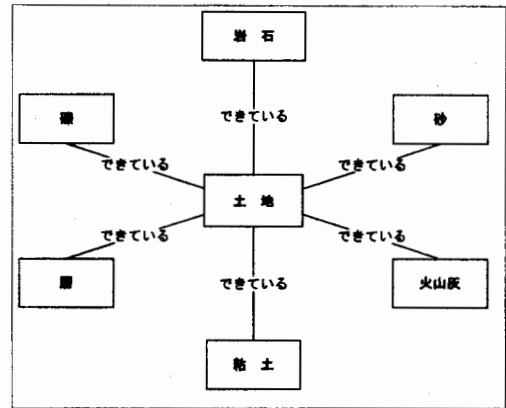 岩 石
礫
できている
砂
できている
できている
土 地
できている
できている
層
できている
火山灰
粘 土